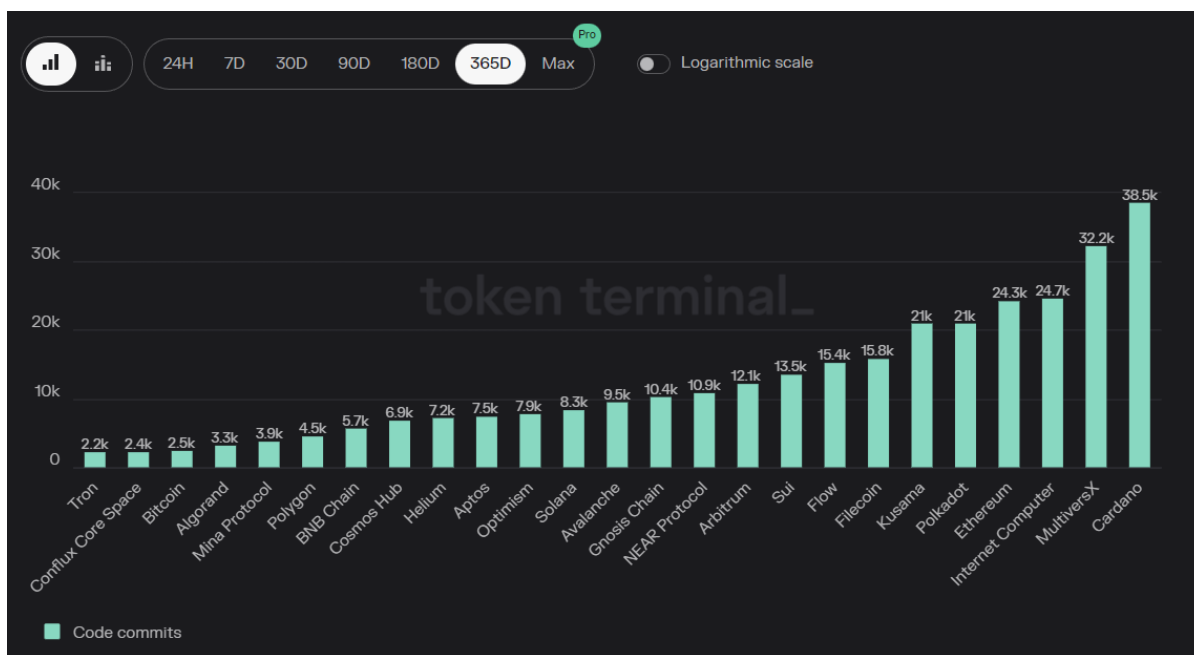 Pro
24H 7D 30D 90D 180D 365D Max Logarithmic scale
40k
30k
20k
10k
0
token terminal_
2.2k 2.4k 2.5k 3.3k 3.9k 4.5k 5.7k 6.9k 7.2k 7.5k 7.9k 8.3k 9.5k 10.4k 10.9k 12.1k 13.5k 15.4k 15.8k 21k 21k 24.3k 24.7k 32.2k 38.5k
Tron
Conflux Core Space
Bitcoin
Algorand
Mina Protocol
Polygon
BNB Chain
Cosmos Hub
Helium
Aptos
Optimism
Solana
Avalanche
Gnosis Chain
NEAR Protocol
Arbitrum
Sui
Flow
Filecoin
Kusama
Polkadot
Ethereum
Internet Computer
MultiversX
Cardano
Code commits